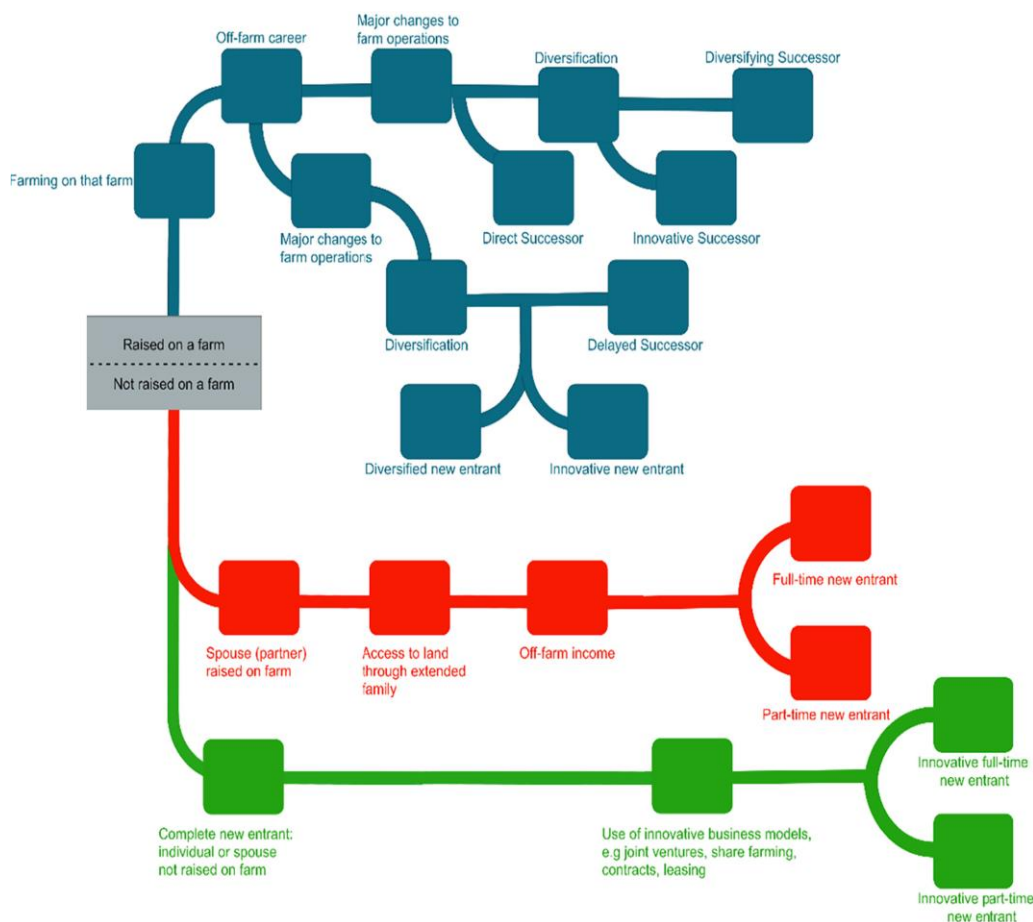 Off-farm career
Major changes to
farm operations
Diversification
Diversifying Successor
Farming on that farm
Major changes to
farm operations
Direct Successor
Innovative Successor
Raised on a farm
Not raised on a farm
Diversification
Delayed Successor
Diversified new entrant
Innovative new entrant
Full-time new entrant
Spouse (partner)
raised on farm
Access to land
through extended
family
Off-farm income
Part-time new entrant
Innovative full-time
new entrant
Complete new entrant:
individual or spouse
not raised on farm
Use of innovative business models,
e.g joint ventures, share farming,
contracts, leasing
Innovative part-time
new entrant